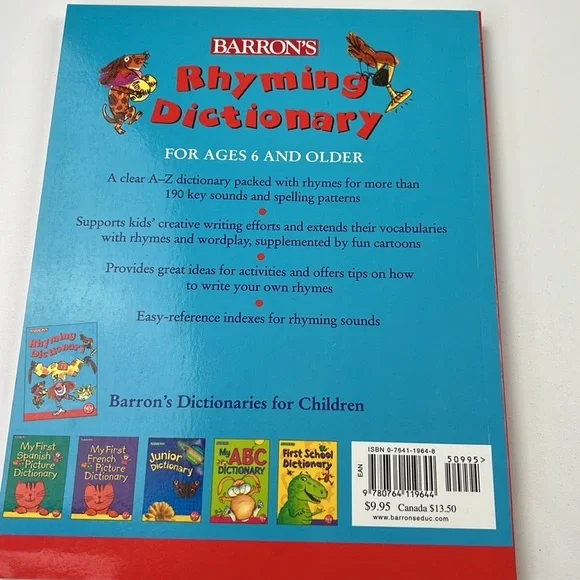 BARRON'S
Rhyming
Dictionary
FOR AGES 6 AND OLDER
A clear A–Z dictionary packed with rhymes for more than
190 key sounds and spelling patterns
Supports kids' creative writing efforts and extends their vocabularies
with rhymes and wordplay, supplemented by fun cartoons
Provides great ideas for activities and offers tips on how
to write your own rhymes
Easy-reference indexes for rhyming sounds
Rhyming
Dictionary
Barron's Dictionaries for Children
My First
Spanish
Picture
Dictionary
My First
French
Picture
Dictionary
Junior
Dictionary
My
ABC
DICTIONARY
First School
Dictionary
ISBN 0-7641-1964-8
EAN
50995>
9 780764 119644
$9.95 Canada $13.50
www.barronseduc.com